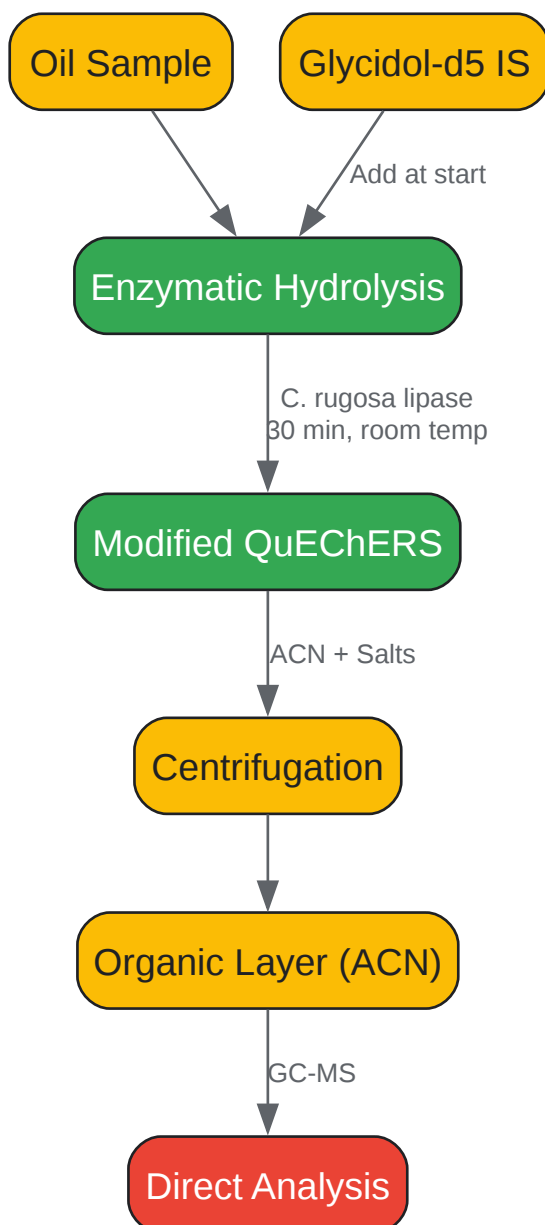 Oil Sample
Glycidol-d5 IS
Add at start
Enzymatic Hydrolysis
C. rugosa lipase
30 min, room temp
Modified QuEChERS
ACN + Salts
Centrifugation
Organic Layer (ACN)
GC-MS
Direct Analysis